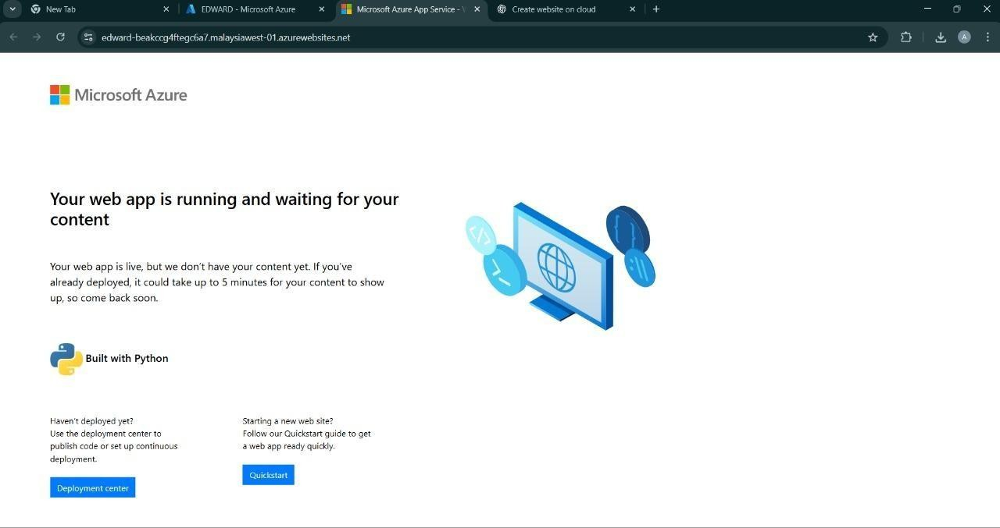 New Tab
EDWARD - Microsoft Azure
Microsoft Azure App Service -
Create website on cloud
edward-beakccg4ftegc6a7.malaysiawest-01.azurewebsites.net
A
Microsoft Azure
Your web app is running and waiting for your
content
Your web app is live, but we don't have your content yet. If you've
already deployed, it could take up to 5 minutes for your content to show
up, so come back soon.
Built with Python
Haven't deployed yet?
Use the deployment center to
publish code or set up continuous
deployment.
Deployment center
Starting a new web site?
Follow our Quickstart guide to get
a web app ready quickly.
Quickstart